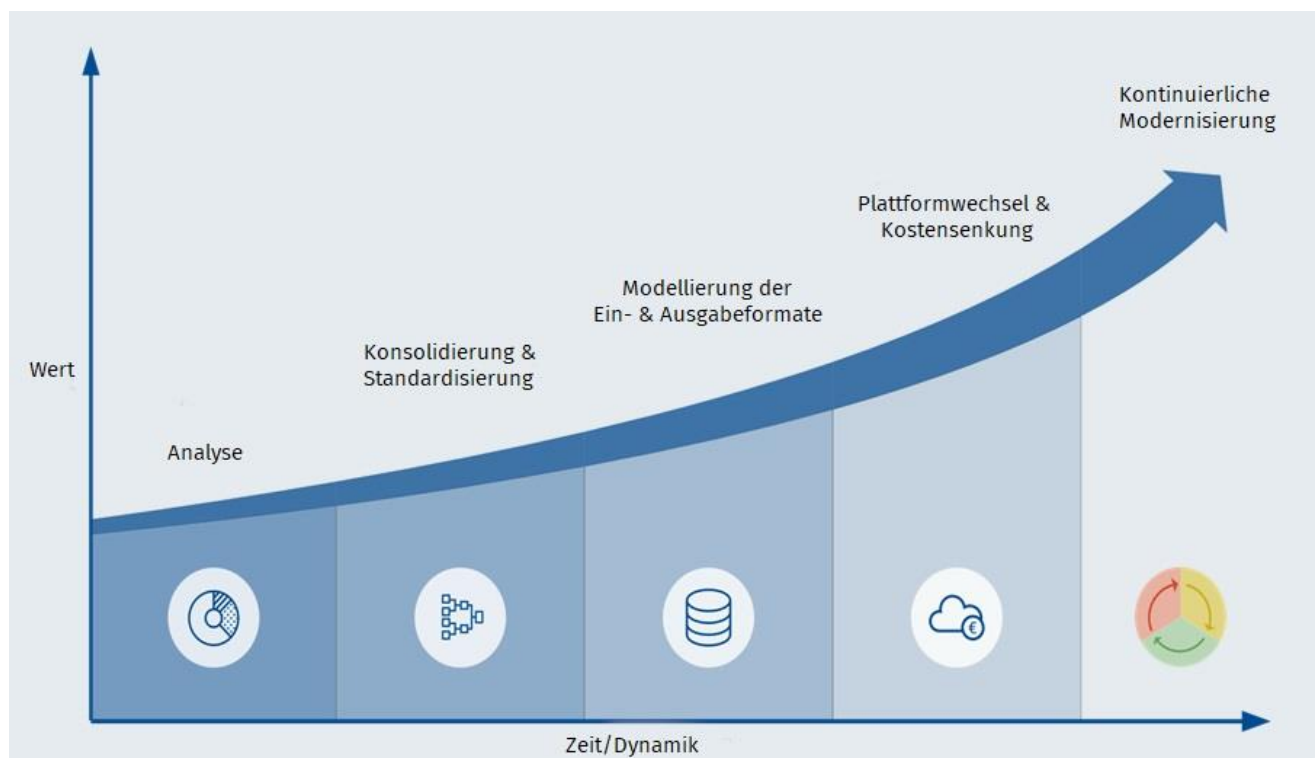 Kontinuierliche
Modernisierung
Plattformwechsel &
Kostensenkung
Modellierung der
Ein- & Ausgabeformate
Konsolidierung &
Standardisierung
Wert
Analyse
€
Zeit/Dynamik